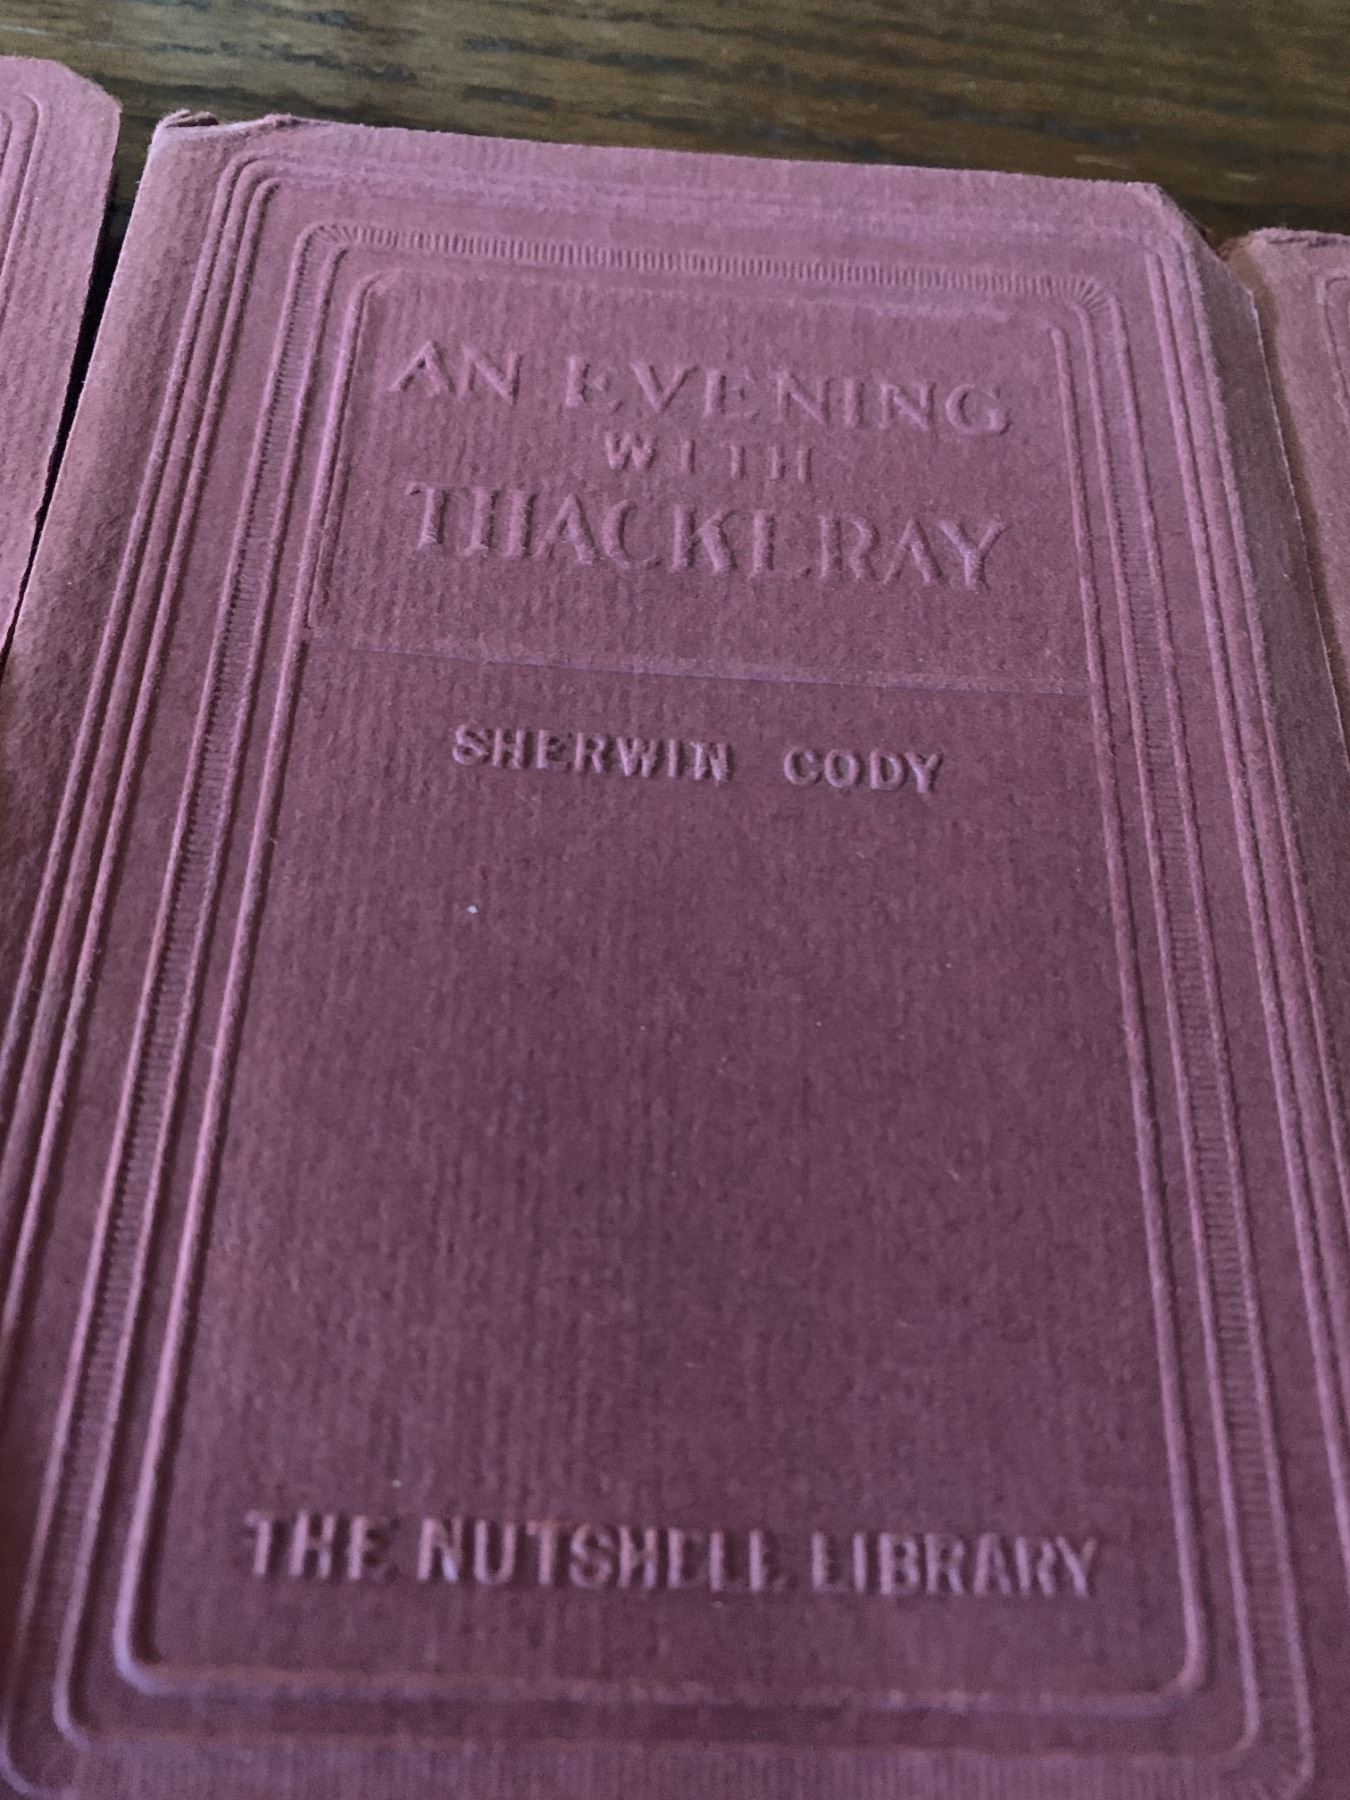 AN EVENING
WITH
THACKERAY
SHERWIN CODY
THE NUTSHELL LIBRARY